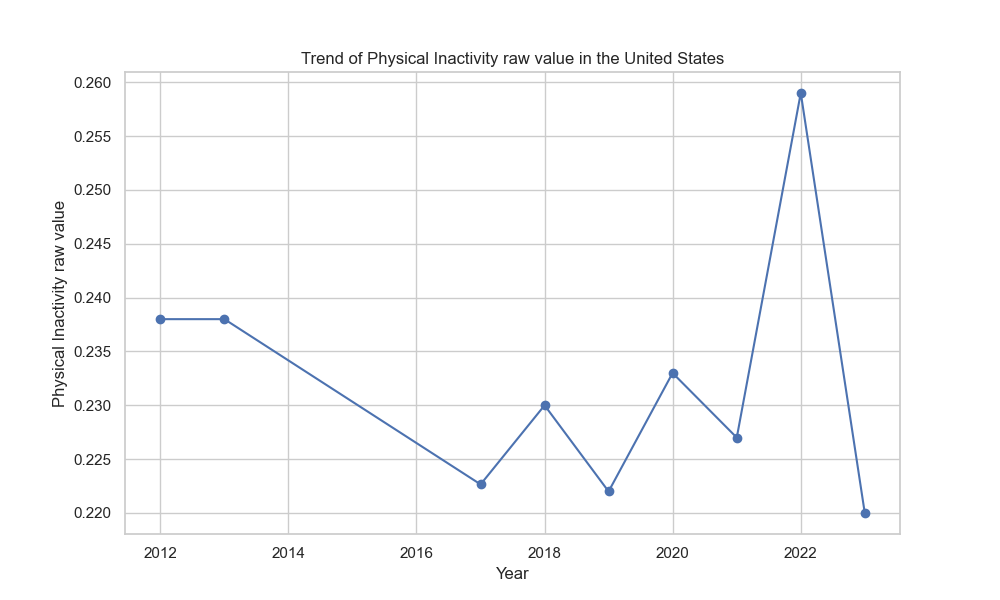 Trend of Physical Inactivity raw value in the United States
Physical Inactivity raw value
0.260
0.255
0.250
0.245
0.240
0.235
0.230
0.225
0.220
2012 2014 2016 2018 2020 2022
Year